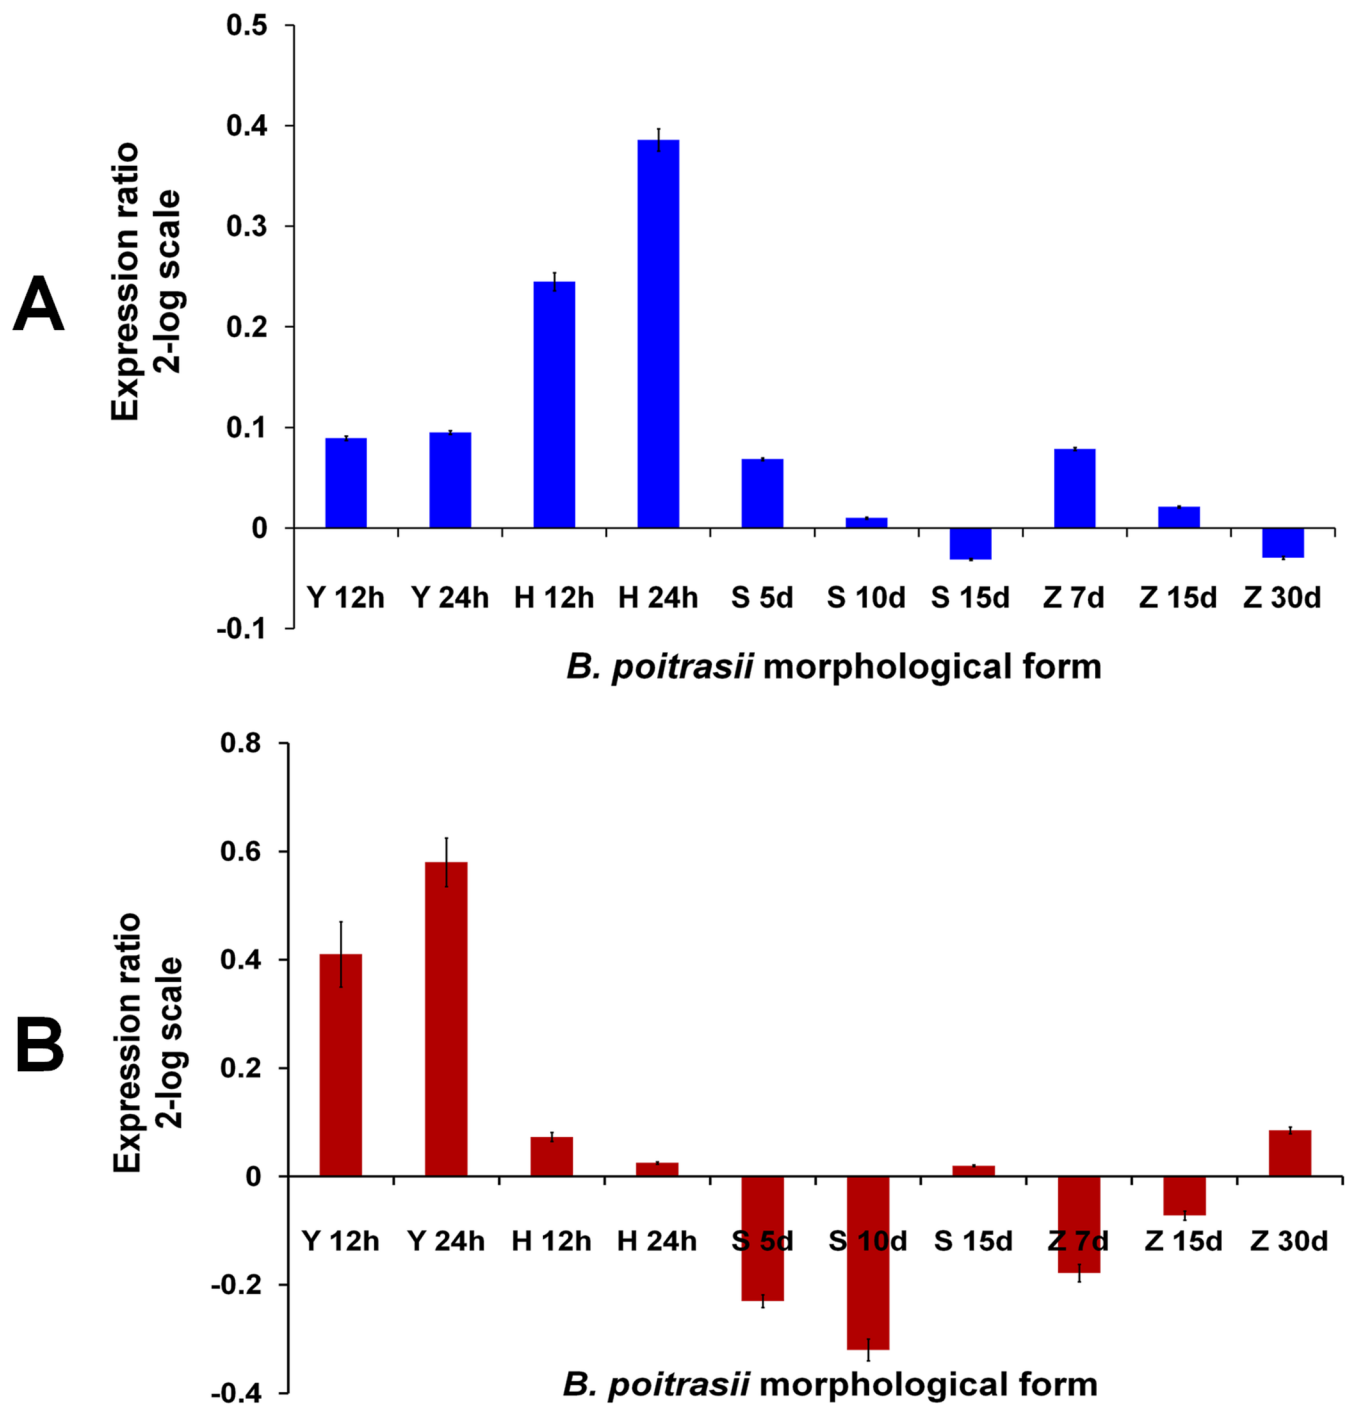 A
Expression ratio
2-log scale
0.5
0.4
0.3
0.2
0.1
0
-0.1
Y 12h Y 24h H 12h H 24h S 5d S 10d S 15d Z 7d Z 15d Z 30d
B. poitrasii morphological form
B
Expression ratio
2-log scale
0.8
0.6
0.4
0.2
0
-0.2
-0.4
Y 12h Y 24h H 12h H 24h S 5d S 10d S 15d Z 7d Z 15d Z 30d
B. poitrasii morphological form